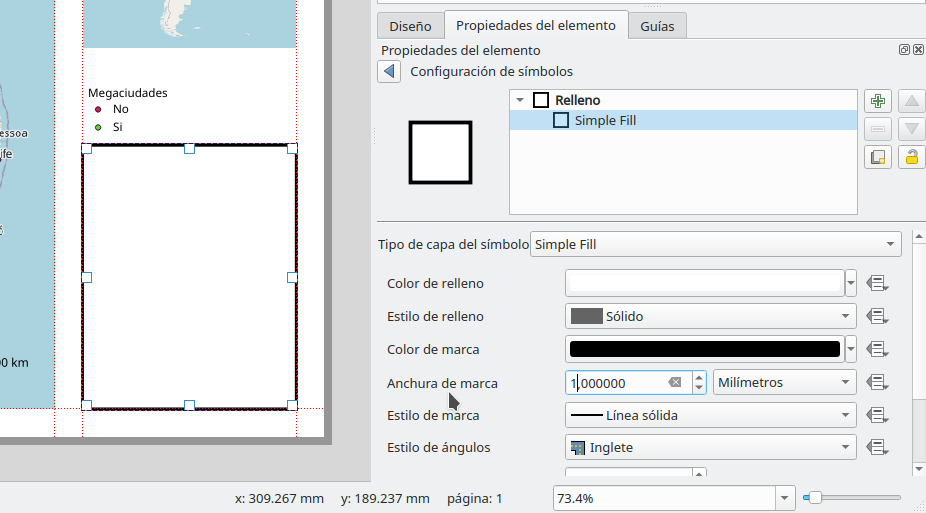 Diseño
Propiedades del elemento
Guías
Propiedades del elemento
Configuración de símbolos
Relleno
Simple Fill
Megaciudades
No
Si
essoa
ife
00 km
Tipo de capa del símbolo
Simple Fill
Color de relleno
Estilo de relleno
Sólido
Color de marca
Anchura de marca
1,000000
Milímetros
Estilo de marca
Línea sólida
Estilo de ángulos
Inglete
x: 309.267 mm
y: 189.237 mm
página: 1
73.4%